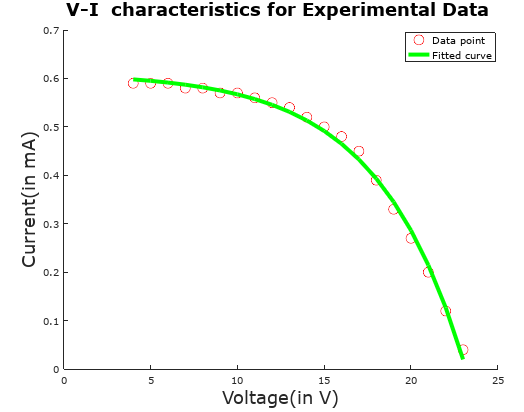 V-I characteristics for Experimental Data
Data point
Fitted curve
Current(in mA)
0.7
0.6
0.5
0.4
0.3
0.2
0.1
0
0 5 10 15 20 25
Voltage(in V)